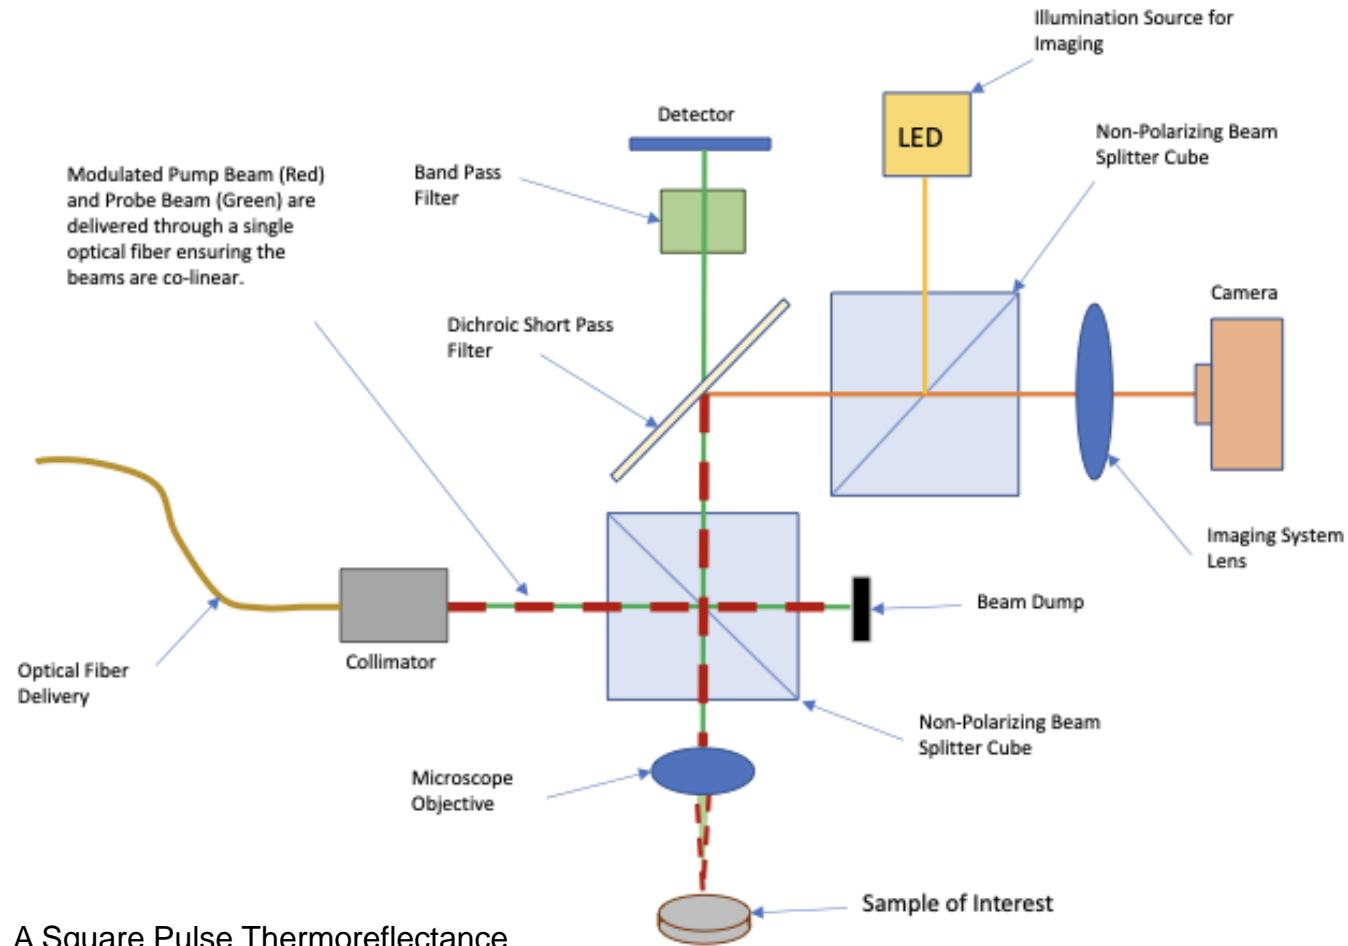 Illumination Source for
Imaging
LED
Detector
Non-Polarizing Beam
Splitter Cube
Modulated Pump Beam (Red)
and Probe Beam (Green) are
delivered through a single
optical fiber ensuring the
beams are co-linear.
Band Pass
Filter
Camera
Dichroic Short Pass
Filter
Imaging System
Lens
Beam Dump
Collimator
Optical Fiber
Delivery
Non-Polarizing Beam
Splitter Cube
Microscope
Objective
Sample of Interest
A Square Pulse Thermoreflectance